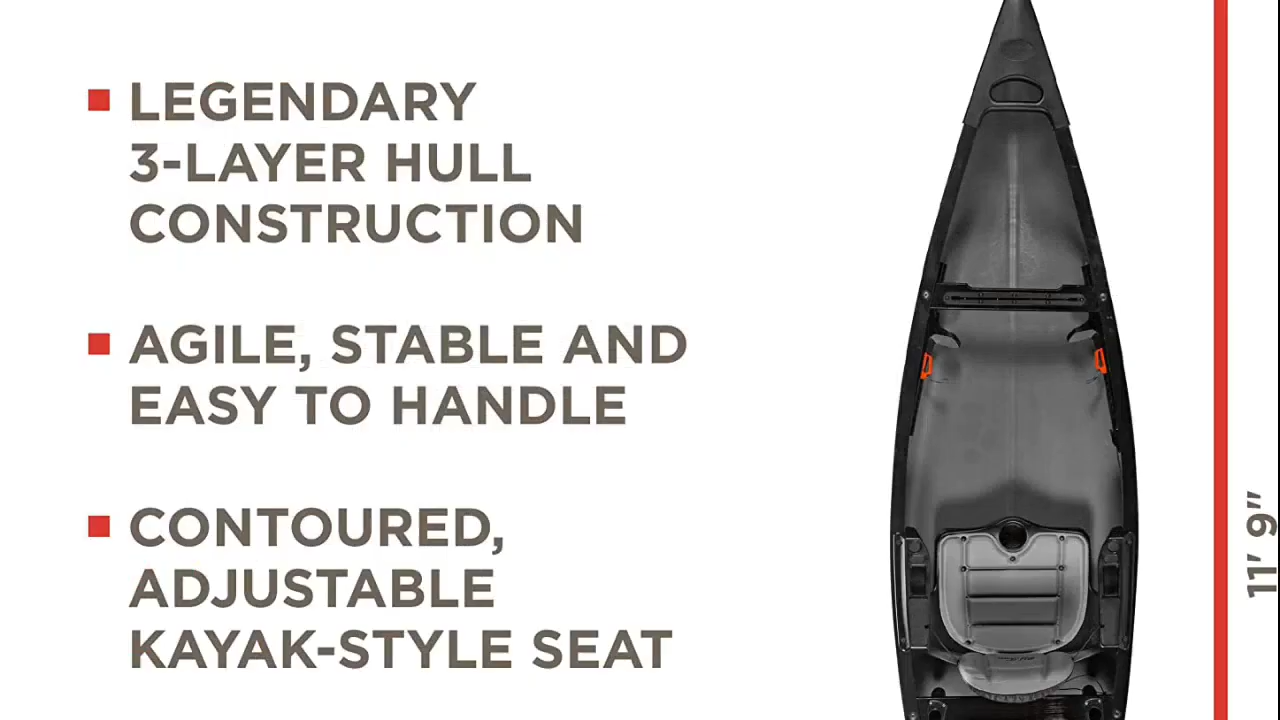 LEGENDARY
3-LAYER HULL
CONSTRUCTION
AGILE, STABLE AND
EASY TO HANDLE
CONTOURED,
ADJUSTABLE
KAYAK-STYLE SEAT
11' 9"